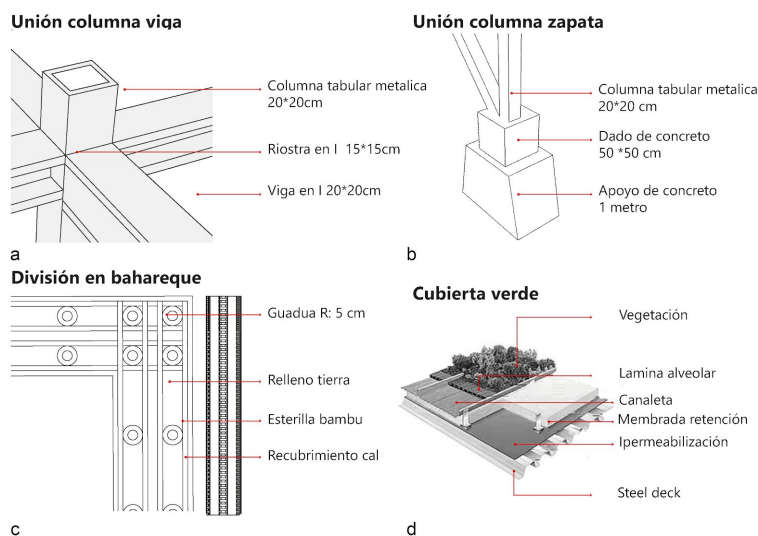 Unión columna viga
Columna tabular metalica
20*20cm
Riostra en I 15*15cm
Viga en I 20*20cm
a
Unión columna zapata
Columna tabular metalica
20*20 cm
Dado de concreto
50 *50 cm
Apoyo de concreto
1 metro
b
División en bahareque
Guadua R: 5 cm
Relleno tierra
Esterilla bambu
Recubrimiento cal
c
Cubierta verde
Vegetación
Lamina alveolar
Canaleta
Membrada retención
Ipermeabilización
Steel deck
d